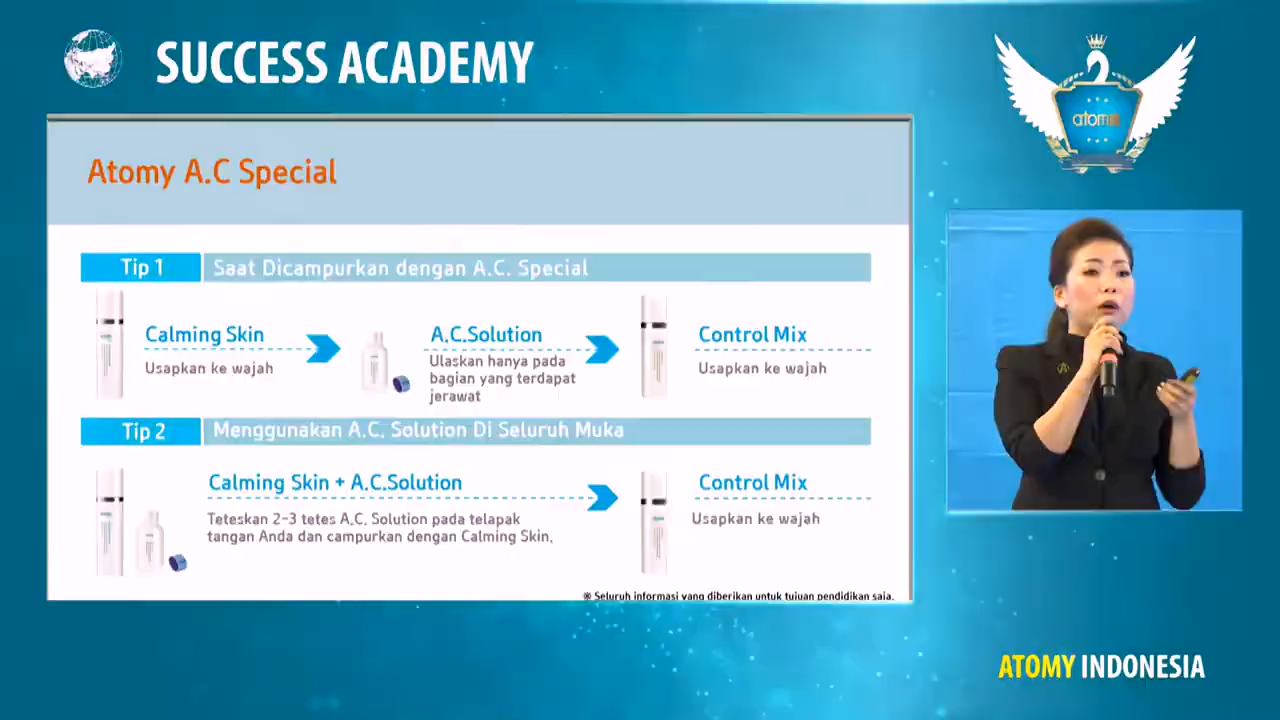 SUCCESS ACADEMY
atomy
Atomy A.C Special
Tip 1
Saat Dicampurkan dengan A.C. Special
Calming Skin
Usapkan ke wajah
A.C.Solution
Ulaskan hanya pada
bagian yang terdapat
jerawat
Control Mix
Usapkan ke wajah
Tip 2
Menggunakan A.C. Solution Di Seluruh Muka
Calming Skin + A.C.Solution
Teteskan 2-3 tetes A.C. Solution pada telapak
tangan Anda dan campurkan dengan Calming Skin.
Control Mix
Usapkan ke wajah
※ Seluruh informasi yang diberikan untuk tujuan pendidikan saja.
ATOMY INDONESIA